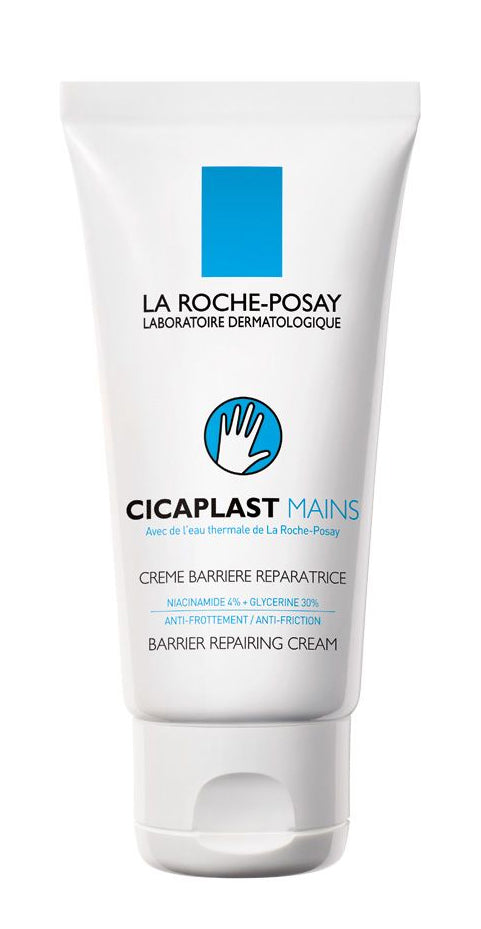 LA ROCHE-POSAY
LABORATOIRE DERMATOLOGIQUE
CICAPLAST MAINS
Avec de l'eau thermale de La Roche-Posay
CREME BARRIERE REPARATRICE
NIACINAMIDE 4% + GLYCERINE 30%
ANTI-FROTTEMENT / ANTI-FRICTION
BARRIER REPAIRING CREAM